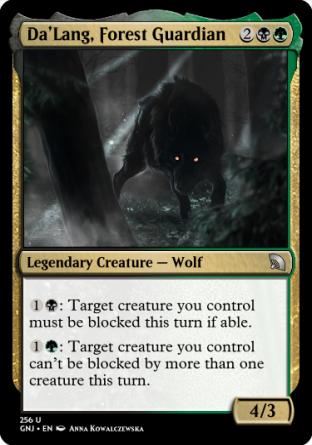 Da'Lang, Forest Guardian 2
Legendary Creature — Wolf
1 : Target creature you control
must be blocked this turn if able.
1 : Target creature you control
can't be blocked by more than one
creature this turn.
256 U
GNJ • EN Anna Kowalczewska
4/3